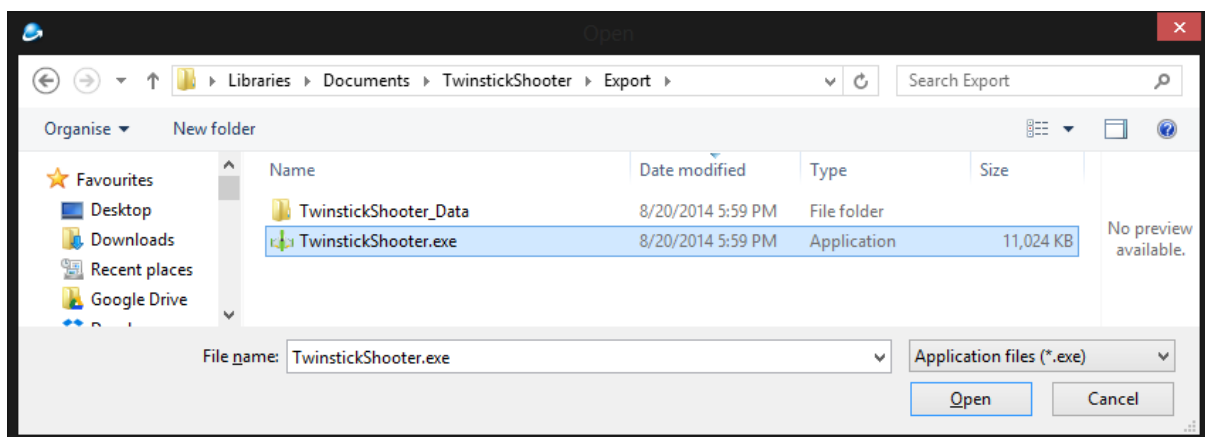 Open
Libraries Documents TwinstickShooter Export Search Export
Organise New folder
Name Date modified Type Size
Favourites
Desktop
Downloads
Recent places
Google Drive
TwinstickShooter_Data 8/20/2014 5:59 PM File folder
TwinstickShooter.exe 8/20/2014 5:59 PM Application 11,024 KB
No preview
available.
File name: TwinstickShooter.exe Application files (*.exe)
Open Cancel